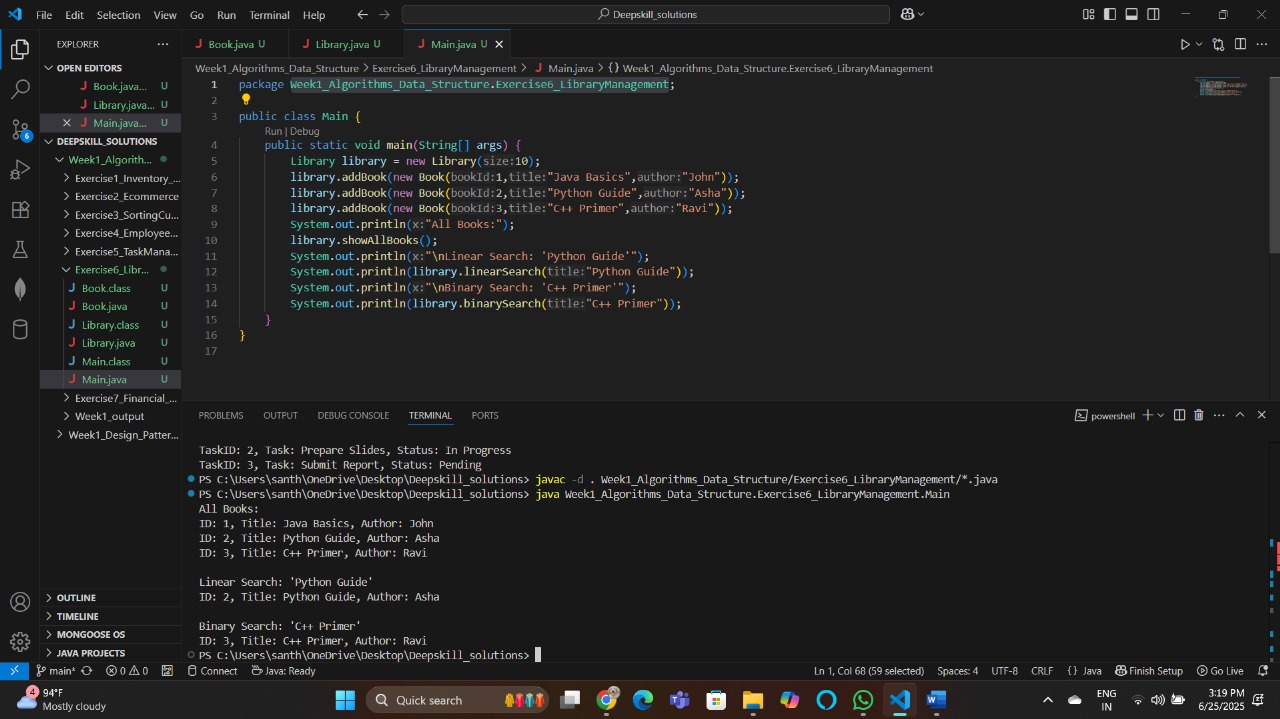 File Edit Selection View Go Run Terminal Help
Deepskill_solutions
EXPLORER
OPEN EDITORS
Book.java... U
Library.java... U
Main.java... U
DEEPSKILL_SOLUTIONS
Week1_Algorith...
Exercise1_Inventory_...
Exercise2_Ecommerce
Exercise3_SortingCu...
Exercise4_Employee...
Exercise5_TaskMana...
Exercise6_Libr...
Book.class U
Book.java U
Library.class U
Library.java U
Main.class U
Main.java U
Exercise7_Financial_...
Week1_output
Week1_Design_Patter...
OUTLINE
TIMELINE
MONGOOSE OS
JAVA PROJECTS
Book.java U Library.java U Main.java U
Week1_Algorithms_Data_Structure > Exercise6_LibraryManagement > Main.java > {} Week1_Algorithms_Data_Structure.Exercise6_LibraryManagement
1 package Week1_Algorithms_Data_Structure.Exercise6_LibraryManagement;
2
3 public class Main {
Run | Debug
4 public static void main(String[] args) {
5 Library library = new Library(size:10);
6 library.addBook(new Book(bookId:1,title:"Java Basics",author:"John"));
7 library.addBook(new Book(bookId:2,title:"Python Guide",author:"Asha"));
8 library.addBook(new Book(bookId:3,title:"C++ Primer",author:"Ravi"));
9 System.out.println(x:"All Books:");
10 library.showAllBooks();
11 System.out.println(x:"\nLinear Search: 'Python Guide'");
12 System.out.println(library.linearSearch(title:"Python Guide"));
13 System.out.println(x:"\nBinary Search: 'C++ Primer'");
14 System.out.println(library.binarySearch(title:"C++ Primer"));
15 }
16 }
17
PROBLEMS OUTPUT DEBUG CONSOLE TERMINAL PORTS
powershell
TaskID: 2, Task: Prepare Slides, Status: In Progress
TaskID: 3, Task: Submit Report, Status: Pending
PS C:\Users\santh\OneDrive\Desktop\Deepskill_solutions> javac -d . Week1_Algorithms_Data_Structure/Exercise6_LibraryManagement/*.java
PS C:\Users\santh\OneDrive\Desktop\Deepskill_solutions> java Week1_Algorithms_Data_Structure.Exercise6_LibraryManagement.Main
All Books:
ID: 1, Title: Java Basics, Author: John
ID: 2, Title: Python Guide, Author: Asha
ID: 3, Title: C++ Primer, Author: Ravi
Linear Search: 'Python Guide'
ID: 2, Title: Python Guide, Author: Asha
Binary Search: 'C++ Primer'
ID: 3, Title: C++ Primer, Author: Ravi
PS C:\Users\santh\OneDrive\Desktop\Deepskill_solutions>
main* 0 0 Connect Java: Ready Ln 1, Col 68 (59 selected) Spaces: 4 UTF-8 CRLF {} Java Finish Setup Go Live
4 94°F
Mostly cloudy
Quick search
ENG
IN
3:19 PM
6/25/2025
6